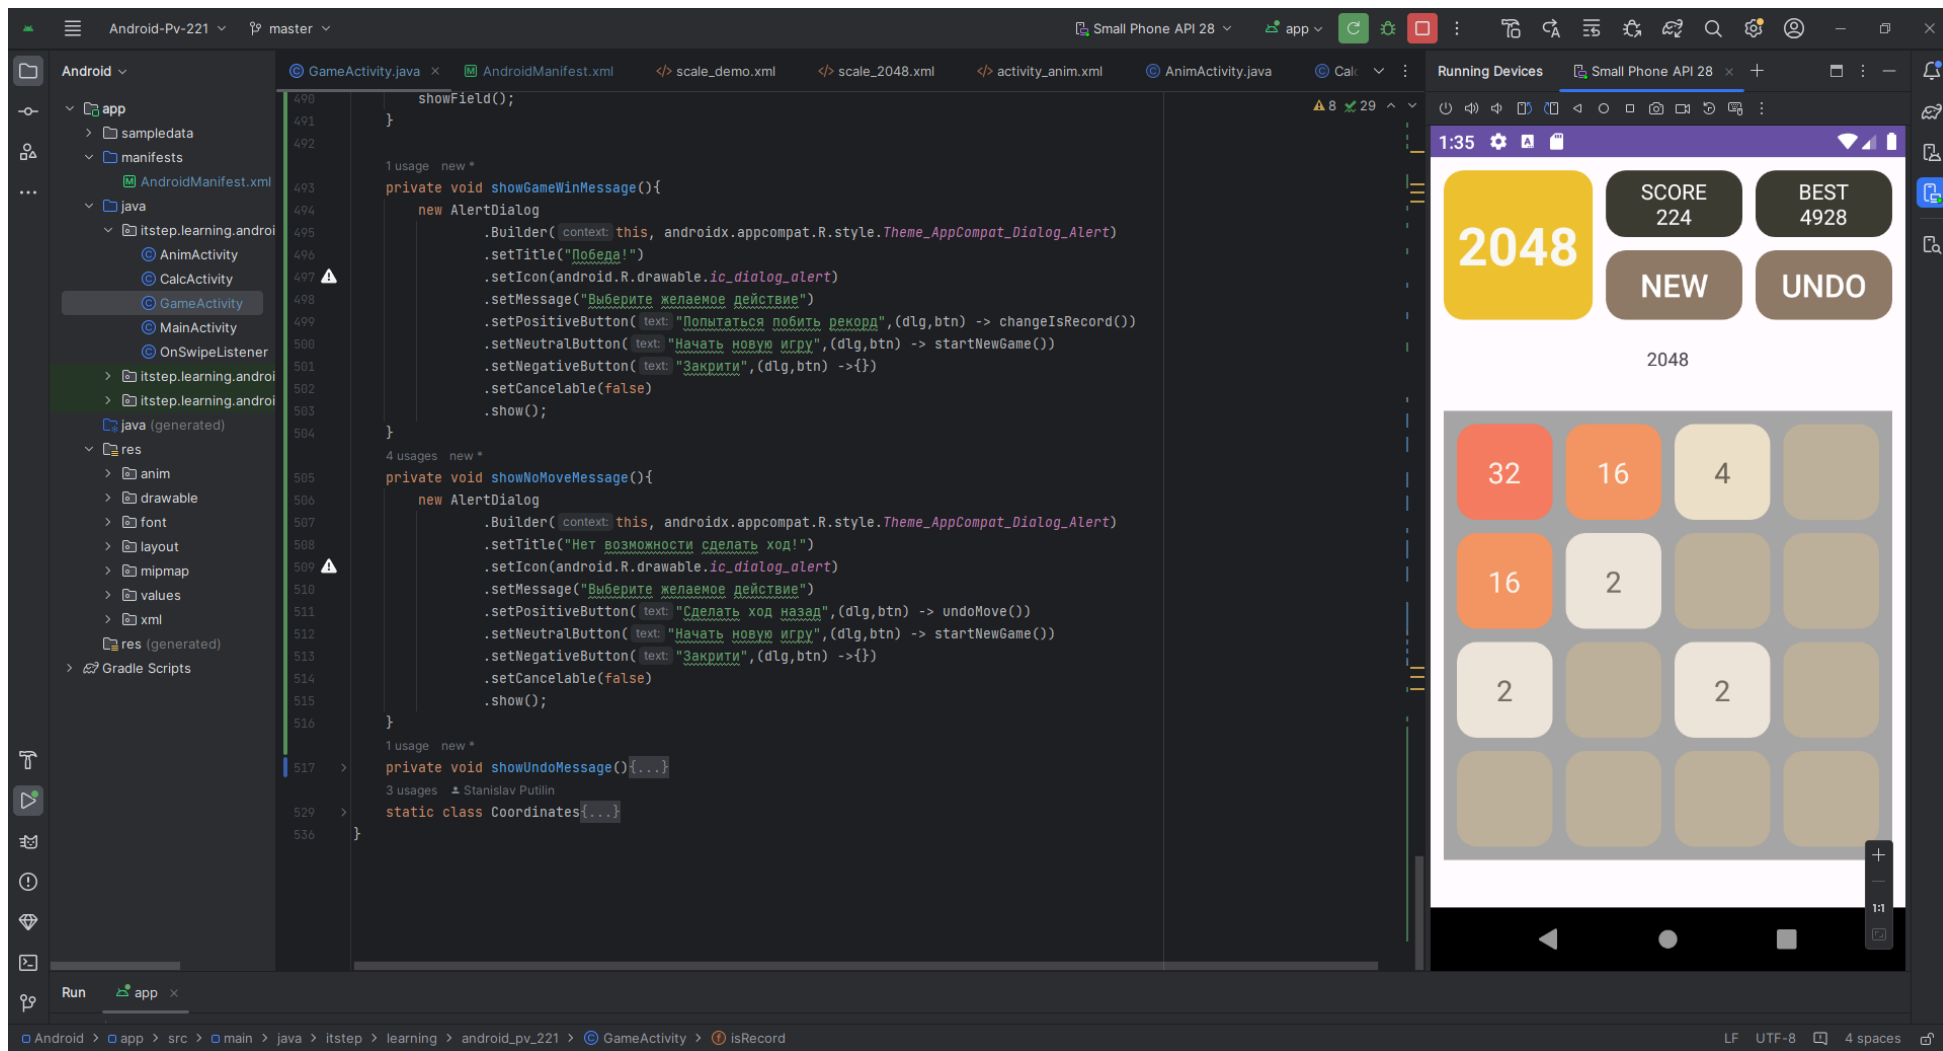 Android-Pv-221
master
Small Phone API 28
app
Android
GameActivity.java
AndroidManifest.xml
scale_demo.xml
scale_2048.xml
activity_anim.xml
AnimActivity.java
Calc
Running Devices
Small Phone API 28
app
sampledata
manifests
AndroidManifest.xml
java
itstep.learning.androi
AnimActivity
CalcActivity
GameActivity
MainActivity
OnSwipeListener
itstep.learning.androi
itstep.learning.androi
java (generated)
res
anim
drawable
font
layout
mipmap
values
xml
res (generated)
Gradle Scripts
8 29
490 showField();
491 }
492
1 usage new *
493 private void showGameWinMessage(){
494 new AlertDialog
495 .Builder( context: this, androidx.appcompat.R.style.Theme_AppCompat_Dialog_Alert)
496 .setTitle("Победа!")
497 .setIcon(android.R.drawable.ic_dialog_alert)
498 .setMessage("Выберите желаемое действие")
499 .setPositiveButton( text: "Попытаться побить рекорд",(dlg,btn) -> changeIsRecord())
500 .setNeutralButton( text: "Начать новую игру",(dlg,btn) -> startNewGame())
501 .setNegativeButton( text: "Закрити",(dlg,btn) ->{})
502 .setCancelable(false)
503 .show();
504 }
4 usages new *
505 private void showNoMoveMessage(){
506 new AlertDialog
507 .Builder( context: this, androidx.appcompat.R.style.Theme_AppCompat_Dialog_Alert)
508 .setTitle("Нет возможности сделать ход!")
509 .setIcon(android.R.drawable.ic_dialog_alert)
510 .setMessage("Выберите желаемое действие")
511 .setPositiveButton( text: "Сделать ход назад",(dlg,btn) -> undoMove())
512 .setNeutralButton( text: "Начать новую игру",(dlg,btn) -> startNewGame())
513 .setNegativeButton( text: "Закрити",(dlg,btn) ->{})
514 .setCancelable(false)
515 .show();
516 }
1 usage new *
517 private void showUndoMessage(){...}
3 usages Stanislav Putilin
529 static class Coordinates{...}
536 }
1:35
2048
SCORE
224
BEST
4928
NEW
UNDO
2048
32 16 4
16 2
2 2
1:1
Run
app
Android > app > src > main > java > itstep > learning > android_pv_221 > GameActivity > isRecord
LF UTF-8 4 spaces